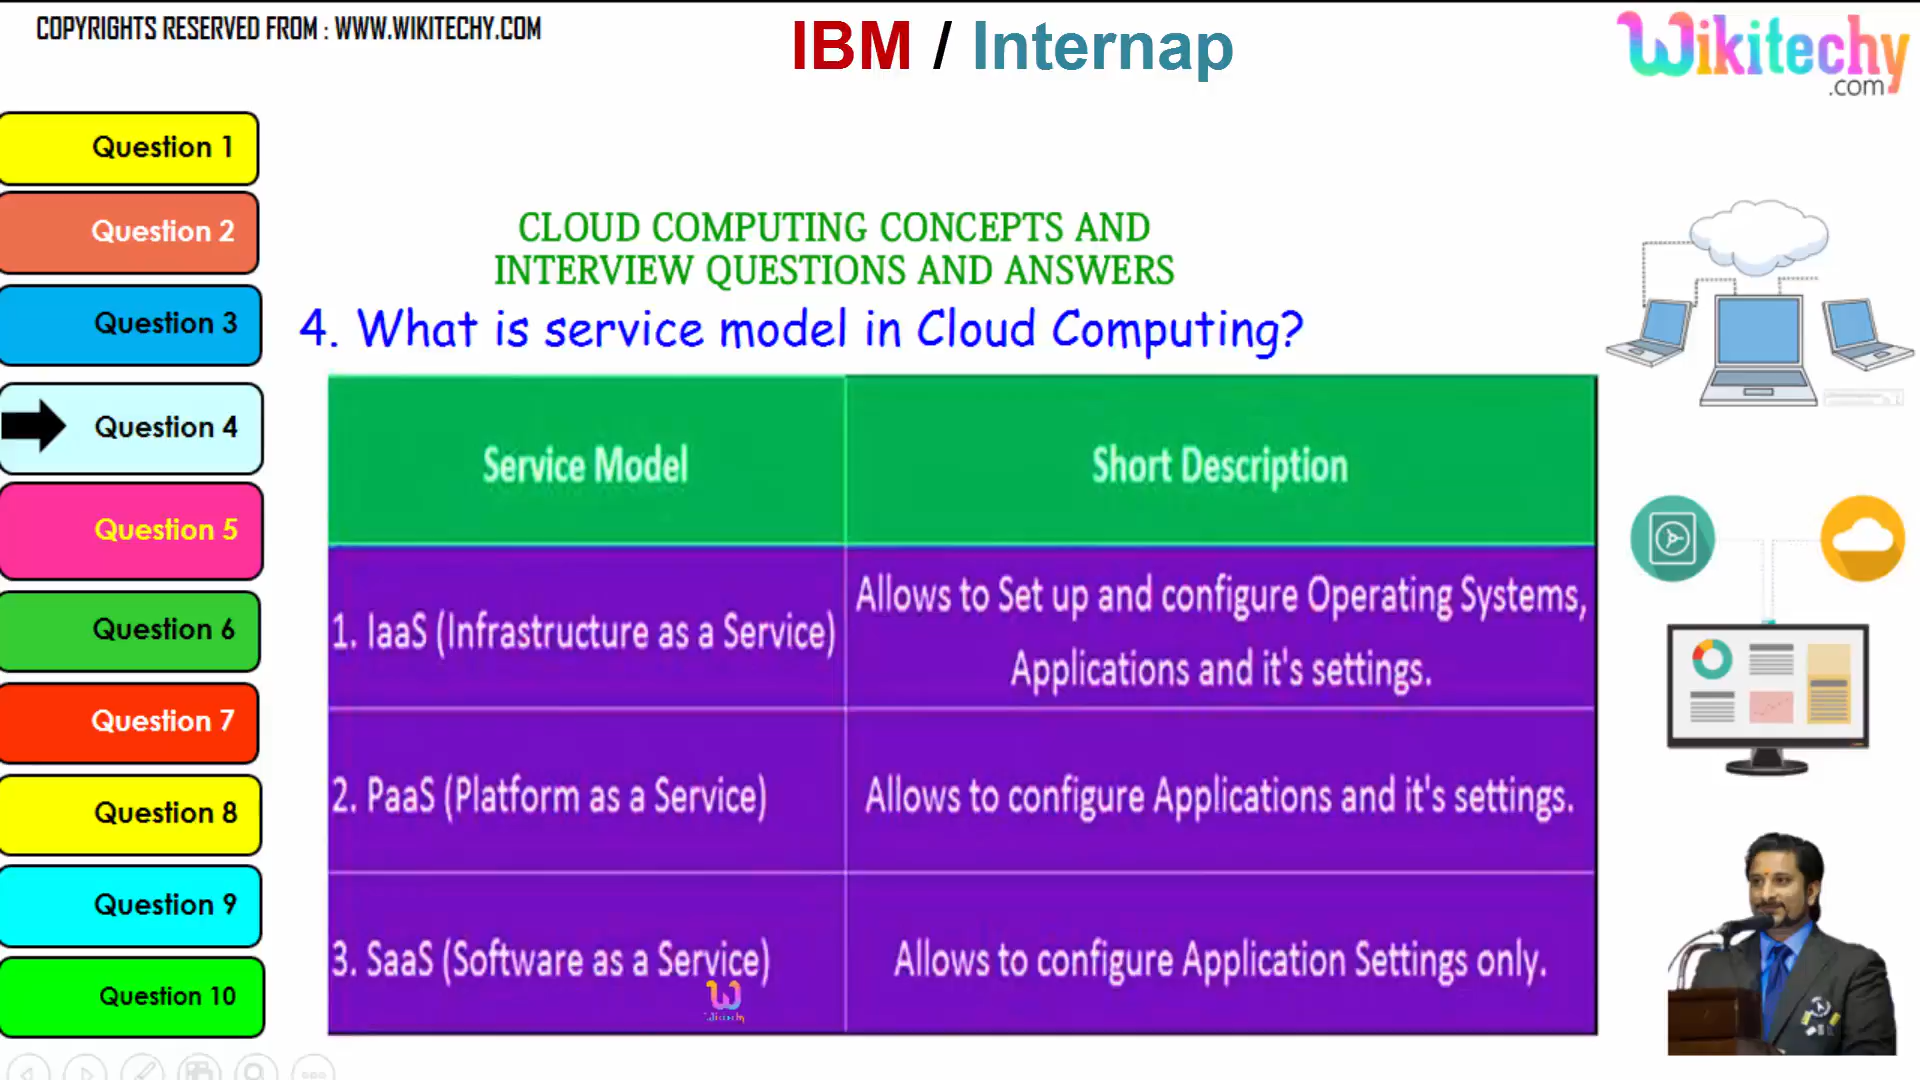 COPYRIGHTS RESERVED FROM : WWW.WIKITECHY.COM
IBM / Internap
Wikitechy
.com
Question 1
Question 2
Question 3
Question 4
Question 5
Question 6
Question 7
Question 8
Question 9
Question 10
CLOUD COMPUTING CONCEPTS AND
INTERVIEW QUESTIONS AND ANSWERS
4. What is service model in Cloud Computing?
Service Model
Short Description
1. IaaS (Infrastructure as a Service)
Allows to Set up and configure Operating Systems,
Applications and it's settings.
2. PaaS (Platform as a Service)
Allows to configure Applications and it's settings.
3. SaaS (Software as a Service)
Allows to configure Application Settings only.